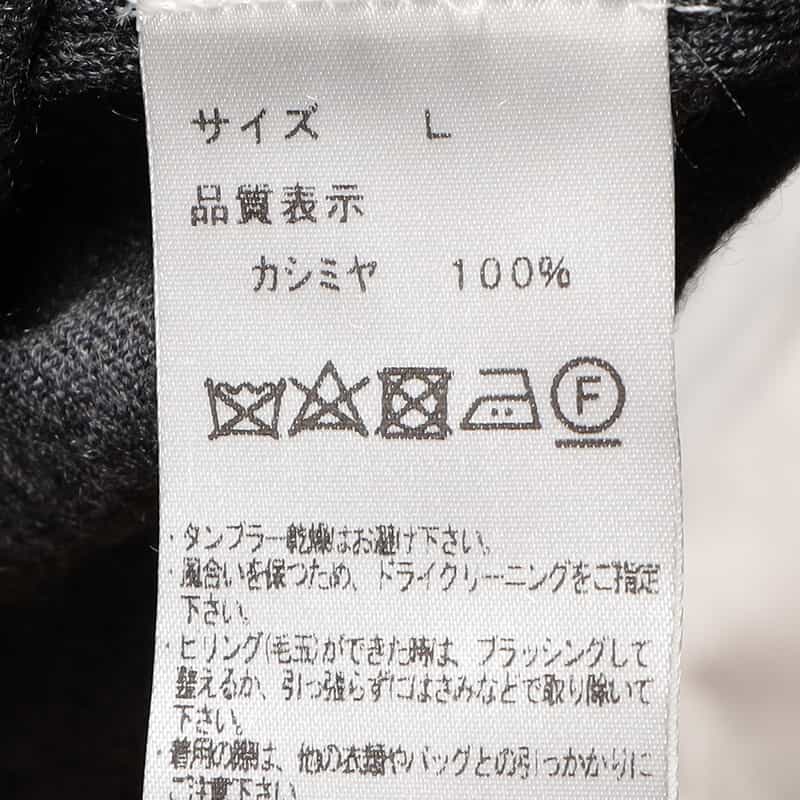 サイズ L
品質表示
カシミヤ 100%
F
・タンブラー乾燥はお避け下さい。
・風合いを保つため、ドライクリーニングをご指定
下さい。
・ピリング(毛玉)ができた時は、ブラッシングして
整えるか、引っ張らずにはさみなどで取り除いて
下さい。
・着用の際は、他の衣類やバッグとの引っかかりに
ご注意下さい。